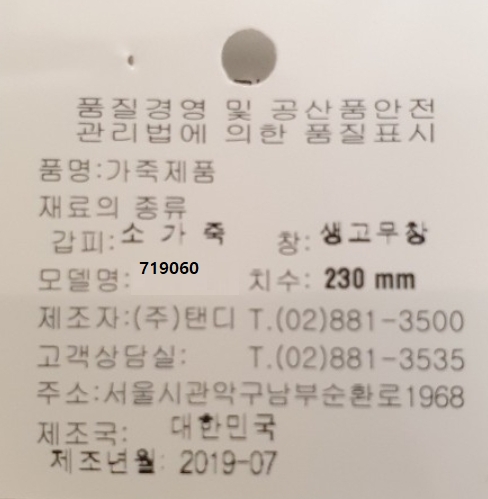 품질경영 및 공산품안전
관리법에 의한 품질표시
품명:가죽제품
재료의 종류
갑피:소 가 죽 창: 생고무창
모델명: 719060 치수: 230 mm
제조자:(주)탠디 T.(02)881-3500
고객상담실: T.(02)881-3535
주소:서울시관악구남부순환로1968
제조국: 대한민국
제조년월: 2019-07